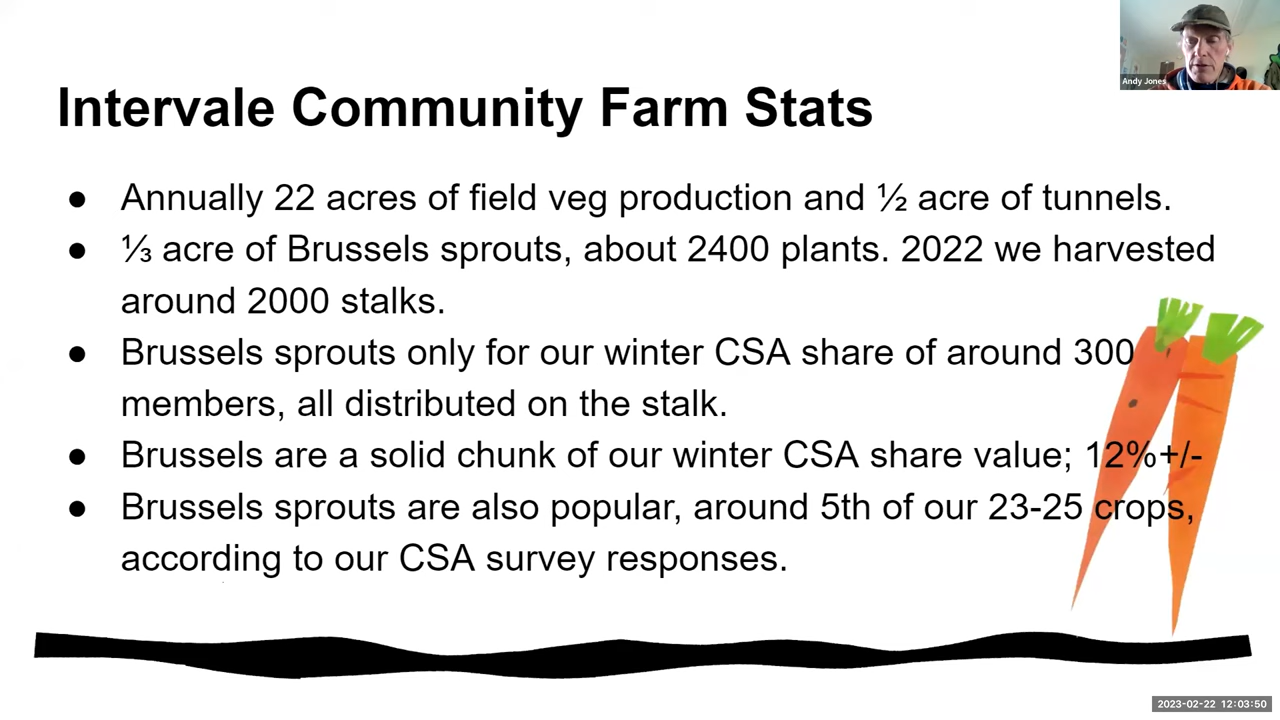 Andy Jones
Intervale Community Farm Stats
● Annually 22 acres of field veg production and ½ acre of tunnels.
● ⅓ acre of Brussels sprouts, about 2400 plants. 2022 we harvested
around 2000 stalks.
● Brussels sprouts only for our winter CSA share of around 300
members, all distributed on the stalk.
● Brussels are a solid chunk of our winter CSA share value; 12%+/-
● Brussels sprouts are also popular, around 5th of our 23-25 crops,
according to our CSA survey responses.
2023-02-22 12:03:50